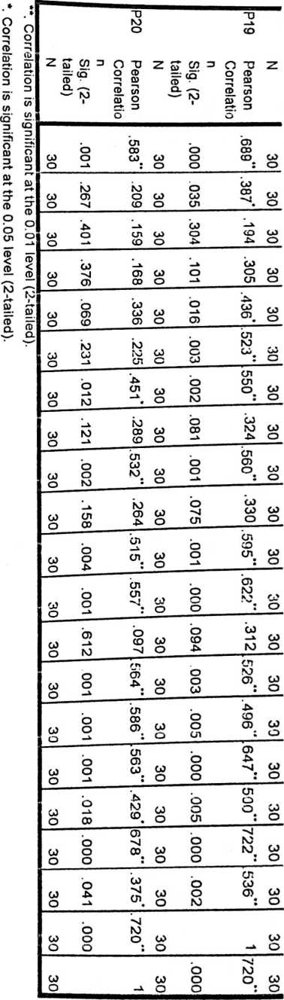 N 30 30 30 30 30 30 30 30 30 30 30 30 30 30 30 30 30 30 30 30 30
P19 Pearson .689** .387* .194 .305 .436* .523** .550** .324 .560** .330 .595** .622** .312 .526** .496** .647** .500** .722** .536** 1 .720**
Correlatio
n
Sig. (2- .000 .035 .304 .101 .016 .003 .002 .081 .001 .075 .001 .000 .094 .003 .005 .000 .005 .000 .002 .000
tailed)
N 30 30 30 30 30 30 30 30 30 30 30 30 30 30 30 30 30 30 30 30 30
P20 Pearson .583** .209 .159 .168 .336 .225 .451* .289 .532** .264 .515** .557** .097 .564** .586** .563** .429* .678** .375* .720** 1
Correlatio
n
Sig. (2- .001 .267 .401 .376 .069 .231 .012 .121 .002 .158 .004 .001 .612 .001 .001 .001 .018 .000 .041 .000
tailed)
N 30 30 30 30 30 30 30 30 30 30 30 30 30 30 30 30 30 30 30 30 30
**. Correlation is significant at the 0.01 level (2-tailed).
*. Correlation is significant at the 0.05 level (2-tailed).